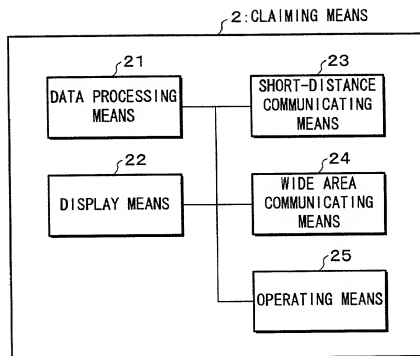 2:CLAIMING MEANS
21
DATA PROCESSING
MEANS
23
SHORT-DISTANCE
COMMUNICATING
MEANS
22
DISPLAY MEANS
24
WIDE AREA
COMMUNICATING
MEANS
25
OPERATING MEANS